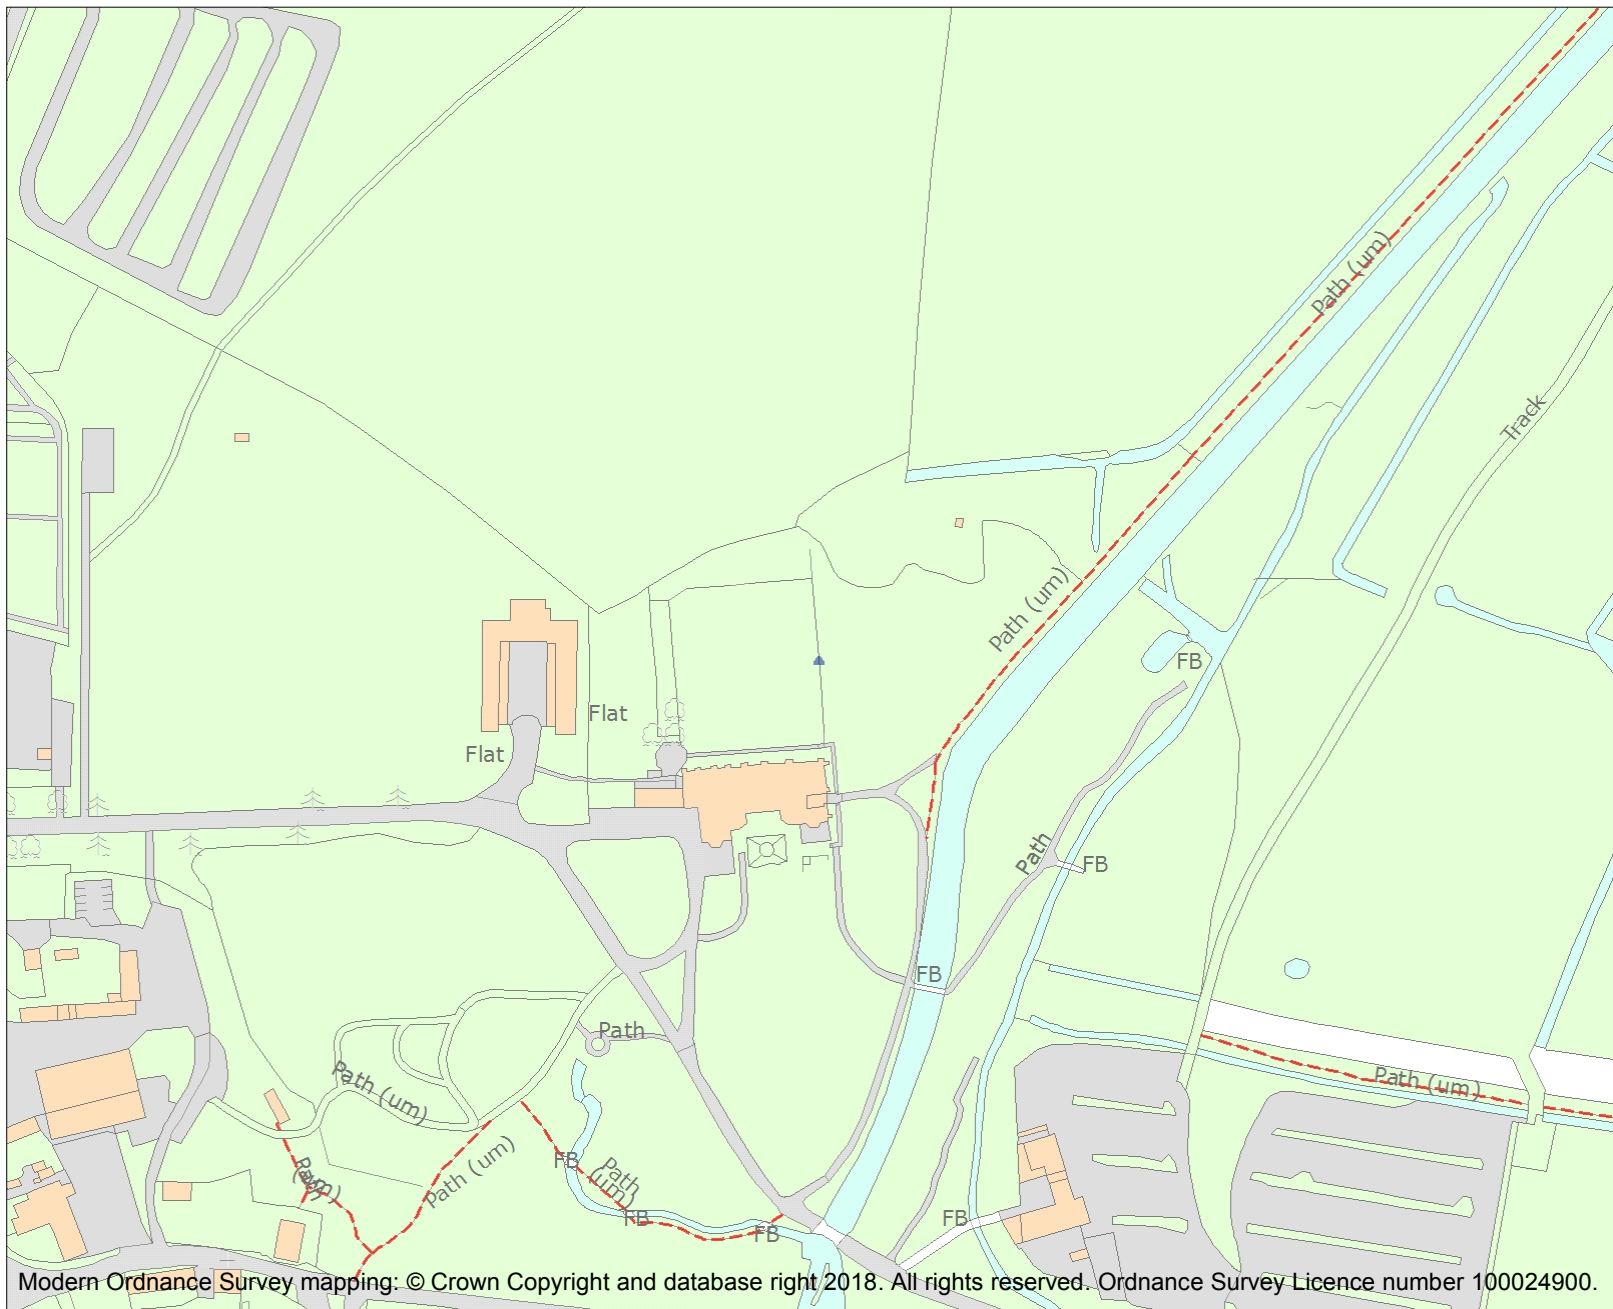 Path (um)
Track
Path (um)
FB
Flat
Flat
Path
FB
FB
Path
Path (um)
Path (um)
Path (um)
FB
Path
(um)
Path
(um)
FB
FB
FB
Modern Ordnance Survey mapping: © Crown Copyright and database right 2018. All rights reserved. Ordnance Survey Licence number 100024900.